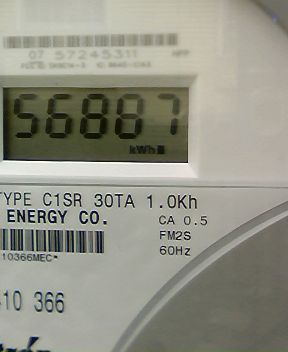 07 57245311
56887
kWh
TYPE C1SR 30TA 1.0Kh
ENERGY CO.
CA 0.5
FM2S
60Hz
10366MEC*
10 366